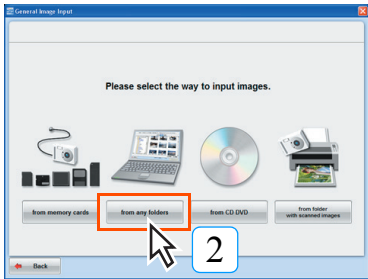 General Image Input
Please select the way to input images.
from memory cards
from any folders
from CD DVD
from folder
with scanned images
2
Back